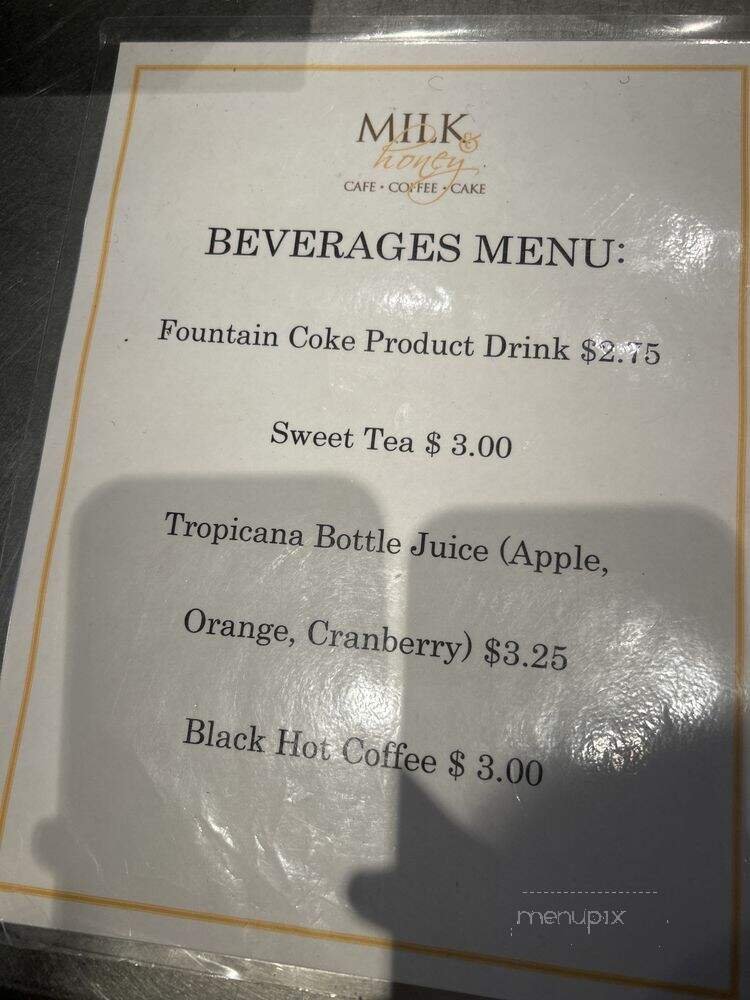 MILK &
honey
CAFE • COFFEE • CAKE
BEVERAGES MENU:
Fountain Coke Product Drink $2.75
Sweet Tea $ 3.00
Tropicana Bottle Juice (Apple,
Orange, Cranberry) $3.25
Black Hot Coffee $ 3.00
menupix